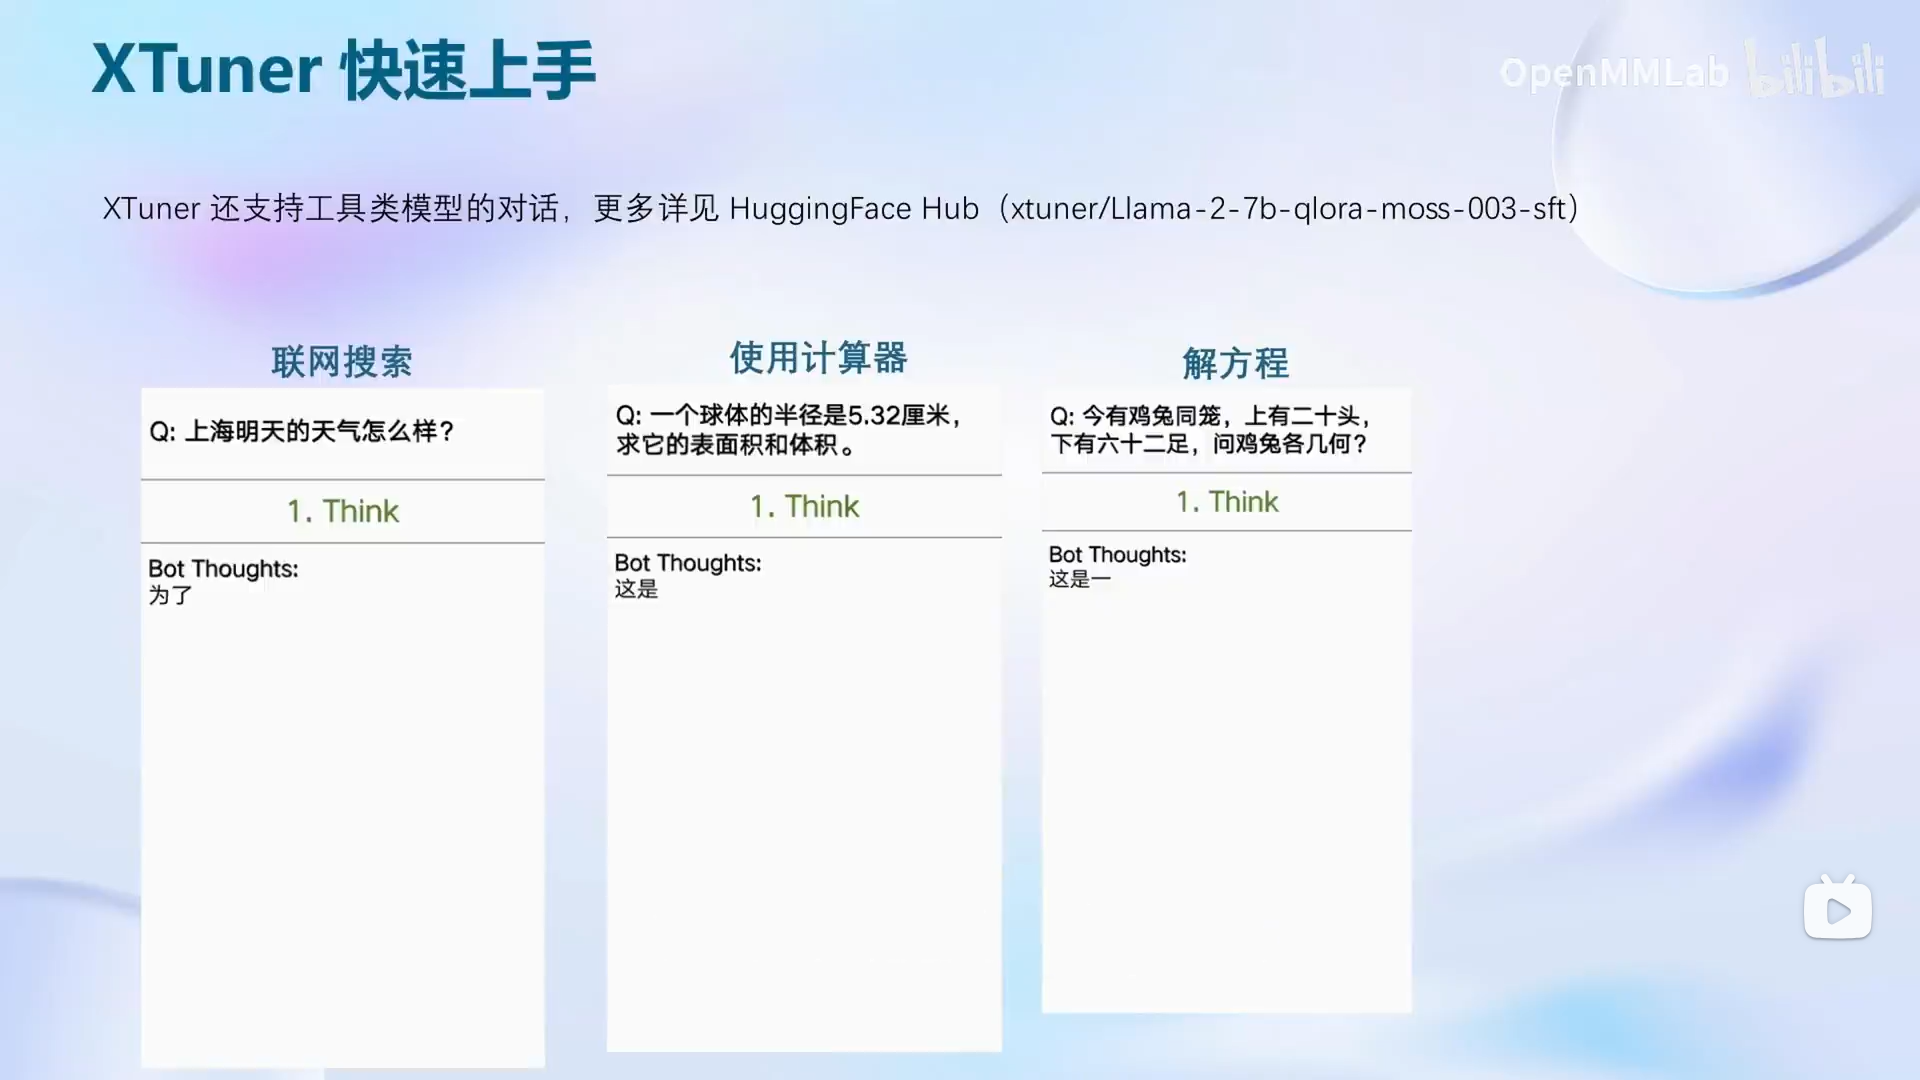 XTuner 快速上手
OpenMMLab bilibili
XTuner 还支持工具类模型的对话，更多详见 HuggingFace Hub（xtuner/Llama-2-7b-qlora-moss-003-sft）
联网搜索
Q: 上海明天的天气怎么样？
1. Think
Bot Thoughts:
为了
使用计算器
Q: 一个球体的半径是5.32厘米，
求它的表面积和体积。
1. Think
Bot Thoughts:
这是
解方程
Q: 今有鸡兔同笼，上有二十头，
下有六十二足，问鸡兔各几何？
1. Think
Bot Thoughts:
这是一